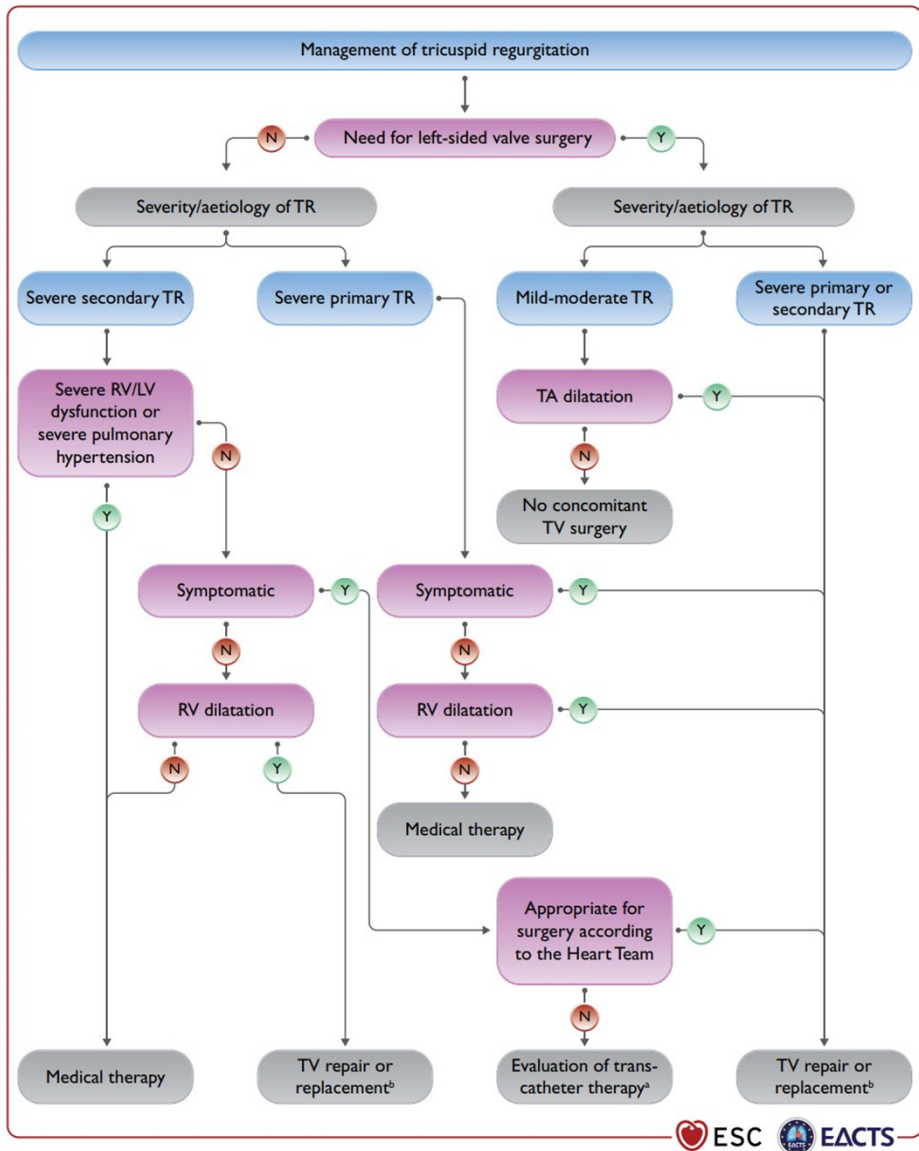 Management of tricuspid regurgitation
N
Need for left-sided valve surgery
Y
Severity/aetiology of TR
Severity/aetiology of TR
Severe secondary TR
Severe primary TR
Mild-moderate TR
Severe primary or
secondary TR
Severe RV/LV
dysfunction or
severe pulmonary
hypertension
N
Y
TA dilatation
Y
N
No concomitant
TV surgery
Symptomatic
Y
Symptomatic
Y
N
N
RV dilatation
RV dilatation
Y
N
Y
N
Medical therapy
Appropriate for
surgery according
to the Heart Team
Y
N
Medical therapy
TV repair or
replacementᵇ
Evaluation of trans-
catheter therapyᵃ
TV repair or
replacementᵇ
ESC
EACTS